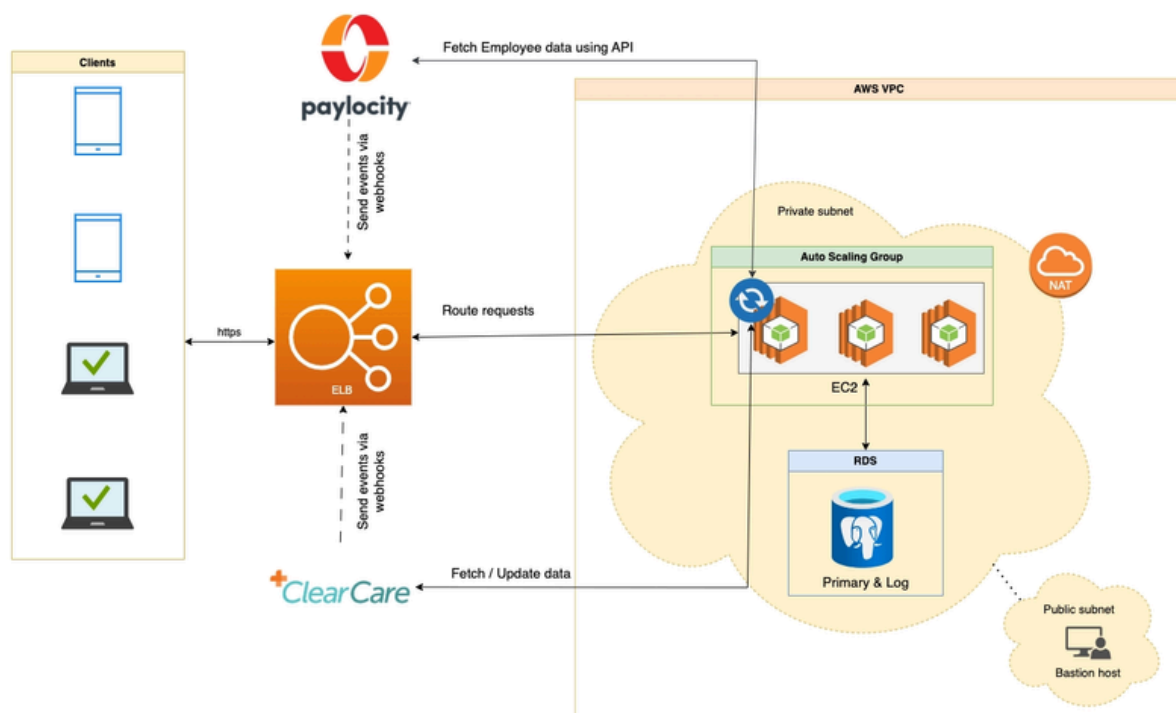 Clients
paylocity
Fetch Employee data using API
AWS VPC
Send events via
webhooks
Private subnet
Auto Scaling Group
NAT
https
ELB
Route requests
EC2
RDS
Primary & Log
Send events via
webhooks
ClearCare
Fetch / Update data
Public subnet
Bastion host